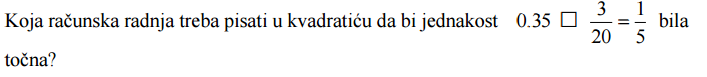 Koja računska radnja treba pisati u kvadratiću da bi jednakost 0.35 □ 3/20 = 1/5 bila
točna?